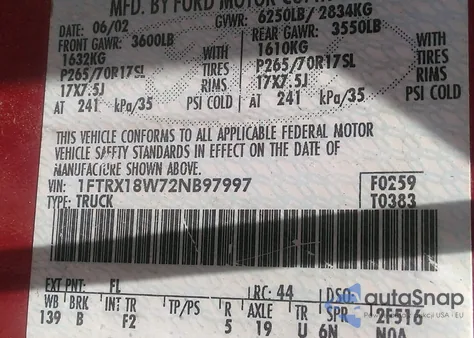 MFD. BY FORD MOTOR
DATE: 06/02 GVWR: 6250LB/ 2834KG
FRONT GAWR: 3600LB REAR GAWR: 3550LB
1632KG WITH 1610KG WITH
P265/70R17SL TIRES P265/70R17SL TIRES
17X7.5J RIMS 17X7.5J RIMS
AT 241 kPa/35 PSI COLD AT 241 kPa/35 PSI COLD
THIS VEHICLE CONFORMS TO ALL APPLICABLE FEDERAL MOTOR
VEHICLE SAFETY STANDARDS IN EFFECT ON THE DATE OF
MANUFACTURE SHOWN ABOVE.
VIN: 1FTRX18W72NB97997 F0259
TYPE: TRUCK T0383
EXT PNT: FL RC: 44 DSO:
WB BRK INT TR TP/PS R AXLE TR SPR 2F516
139 B F2 5 19 U 6N NOA
autoSnap